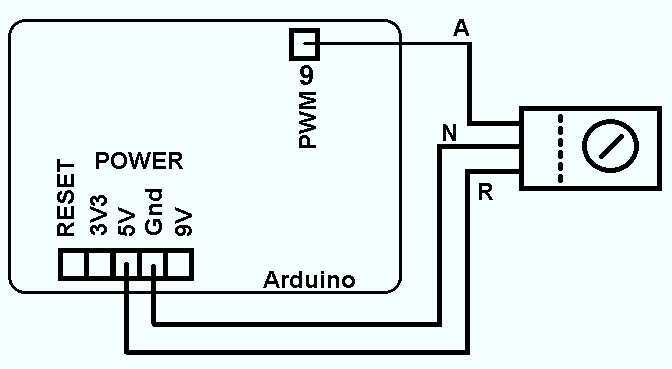 A
PWM 9
N
POWER
RESET
3V3
5V
Gnd
9V
R
Arduino